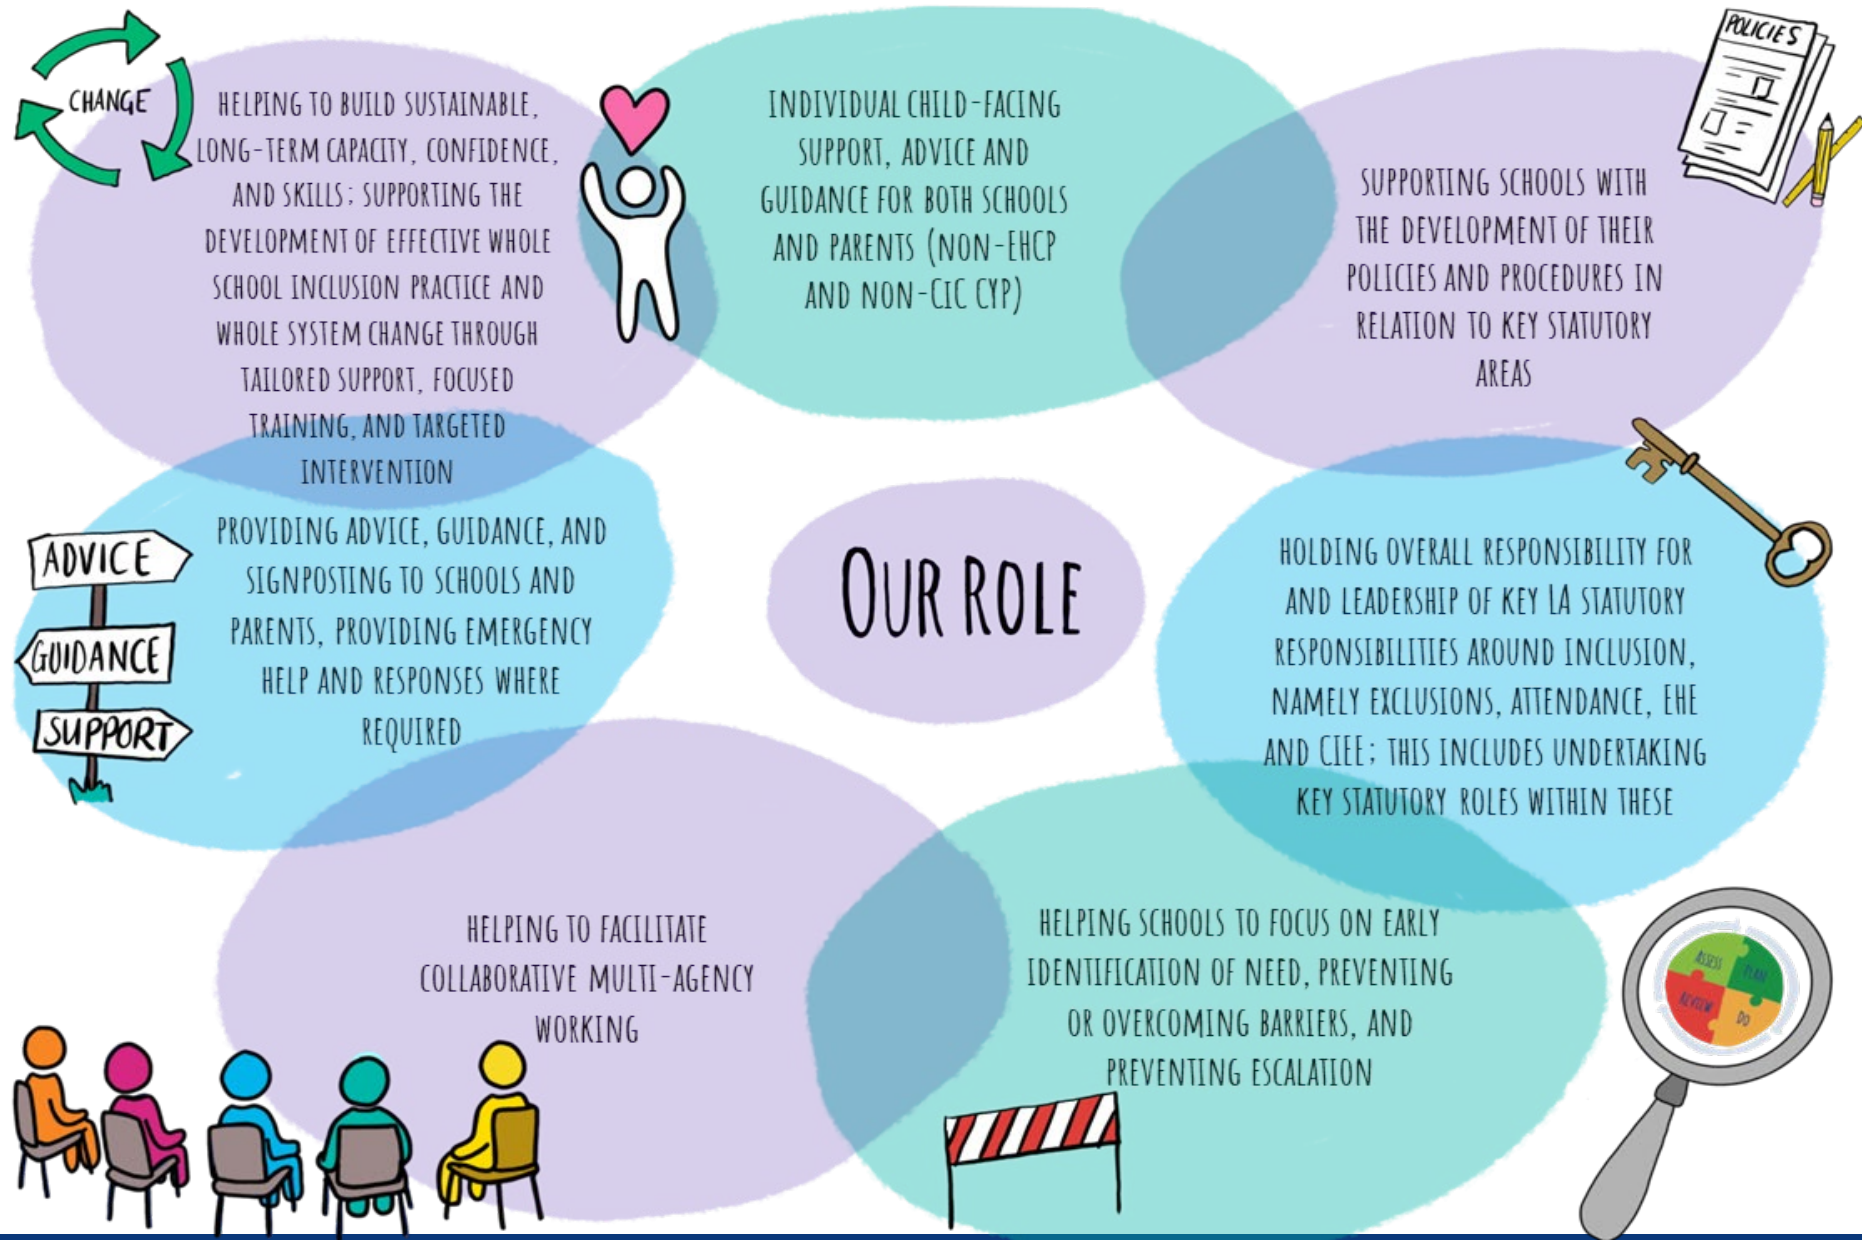 CHANGE
HELPING TO BUILD SUSTAINABLE,
LONG-TERM CAPACITY, CONFIDENCE,
AND SKILLS; SUPPORTING THE
DEVELOPMENT OF EFFECTIVE WHOLE
SCHOOL INCLUSION PRACTICE AND
WHOLE SYSTEM CHANGE THROUGH
TAILORED SUPPORT, FOCUSED
TRAINING, AND TARGETED
INTERVENTION
INDIVIDUAL CHILD-FACING
SUPPORT, ADVICE AND
GUIDANCE FOR BOTH SCHOOLS
AND PARENTS (NON-EHCP
AND NON-CIC CYP)
POLICIES
SUPPORTING SCHOOLS WITH
THE DEVELOPMENT OF THEIR
POLICIES AND PROCEDURES IN
RELATION TO KEY STATUTORY
AREAS
ADVICE
GUIDANCE
SUPPORT
PROVIDING ADVICE, GUIDANCE, AND
SIGNPOSTING TO SCHOOLS AND
PARENTS, PROVIDING EMERGENCY
HELP AND RESPONSES WHERE
REQUIRED
OUR ROLE
HOLDING OVERALL RESPONSIBILITY FOR
AND LEADERSHIP OF KEY LA STATUTORY
RESPONSIBILITIES AROUND INCLUSION,
NAMELY EXCLUSIONS, ATTENDANCE, EHE
AND CIEE; THIS INCLUDES UNDERTAKING
KEY STATUTORY ROLES WITHIN THESE
HELPING TO FACILITATE
COLLABORATIVE MULTI-AGENCY
WORKING
HELPING SCHOOLS TO FOCUS ON EARLY
IDENTIFICATION OF NEED, PREVENTING
OR OVERCOMING BARRIERS, AND
PREVENTING ESCALATION
ASSESS
PLAN
REVIEW
DO